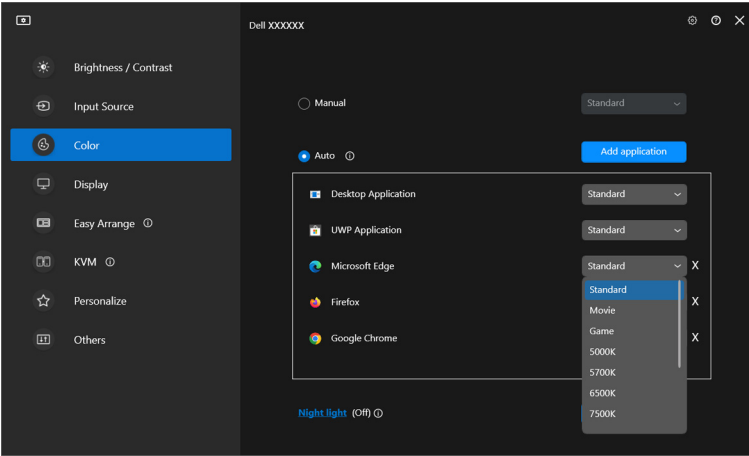 Dell XXXXXX
Brightness / Contrast
Input Source
Color
Display
Easy Arrange
KVM
Personalize
Others
Manual
Standard
Auto
Add application
Desktop Application
Standard
UWP Application
Standard
Microsoft Edge
Standard
X
Firefox
X
Google Chrome
X
Standard
Movie
Game
5000K
5700K
6500K
7500K
Night light (Off)